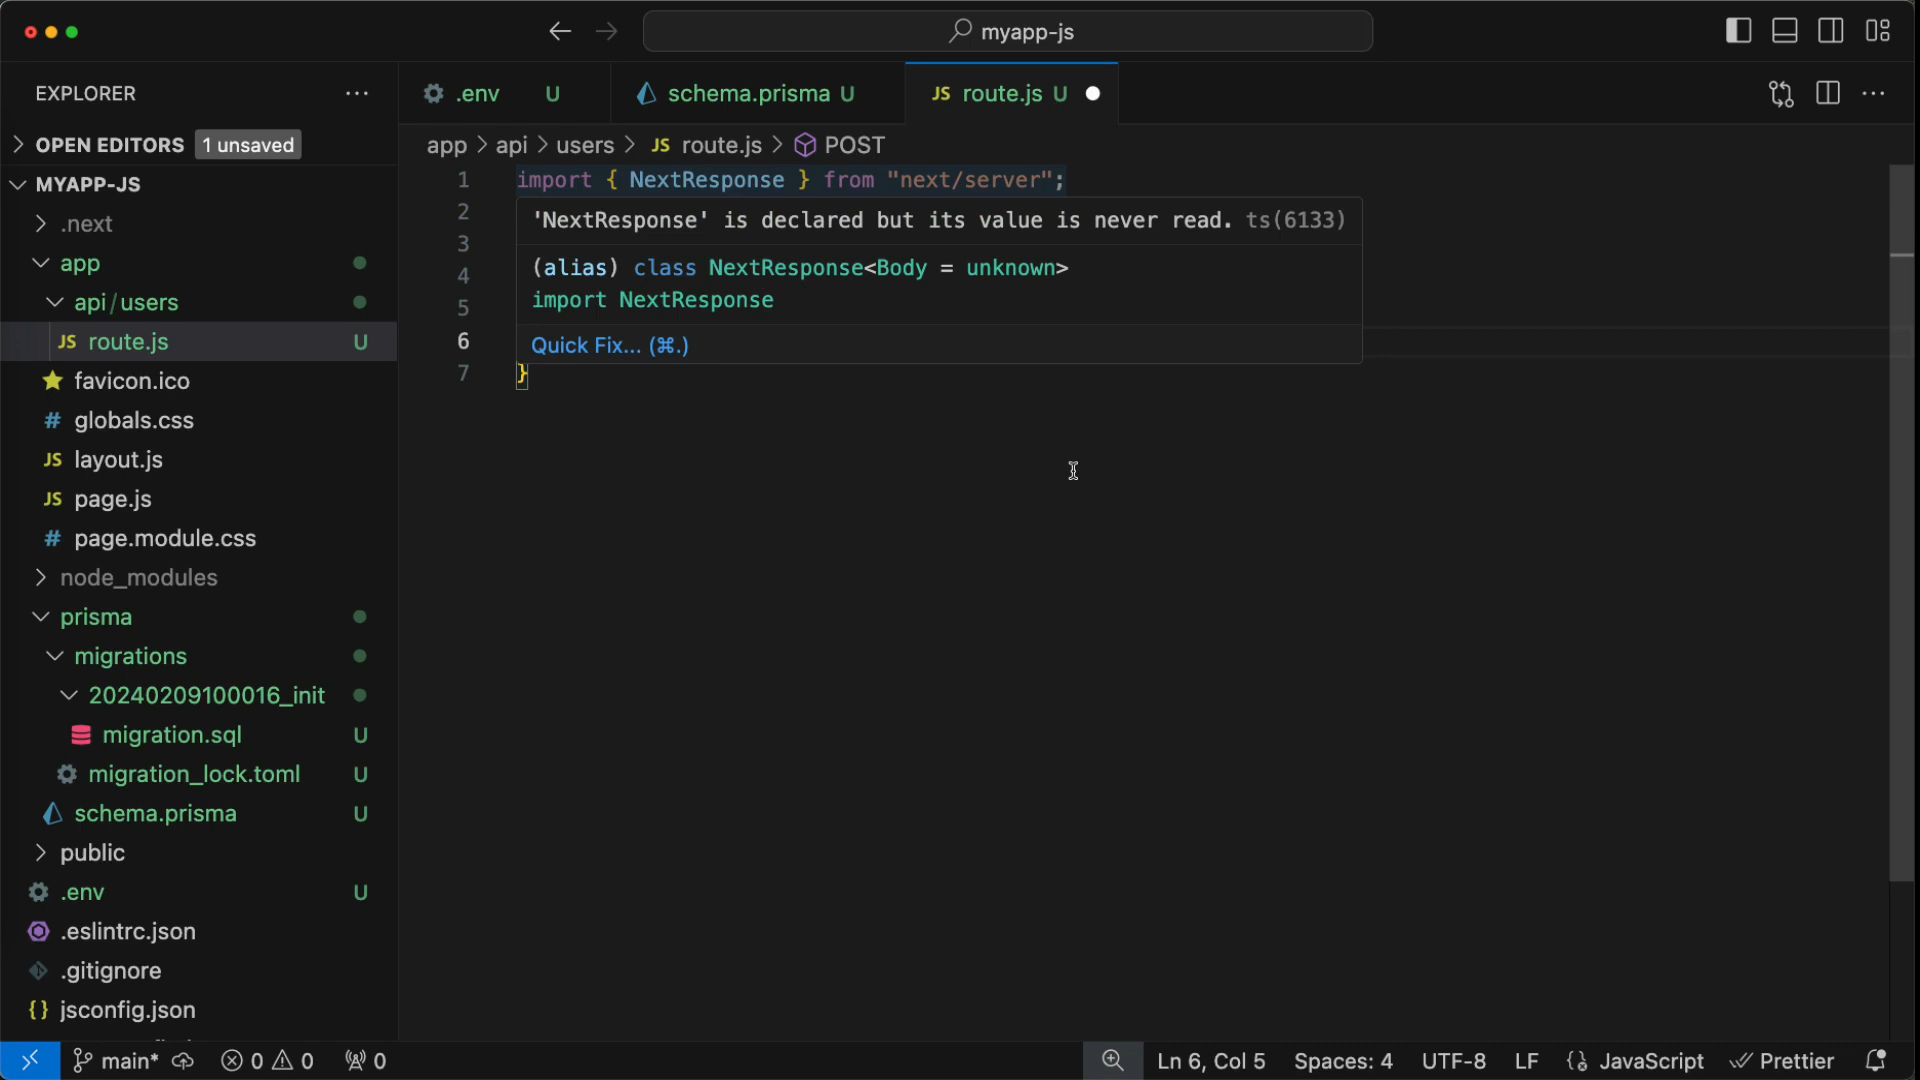 myapp-js
EXPLORER ...
.env U
schema.prisma U
JS route.js U
...
OPEN EDITORS 1 unsaved
app > api > users > JS route.js > POST
MYAPP-JS
.next
app
api/users
JS route.js U
favicon.ico
# globals.css
JS layout.js
JS page.js
# page.module.css
node_modules
prisma
migrations
20240209100016_init
migration.sql U
migration_lock.toml U
schema.prisma U
public
.env U
.eslintrc.json
.gitignore
{} jsconfig.json
1 import { NextResponse } from "next/server";
2
3
4
5
6
7 }
'NextResponse' is declared but its value is never read. ts(6133)
(alias) class NextResponse<Body = unknown>
import NextResponse
Quick Fix... (⌘.)
main* 0 0 0
Ln 6, Col 5 Spaces: 4 UTF-8 LF JavaScript Prettier